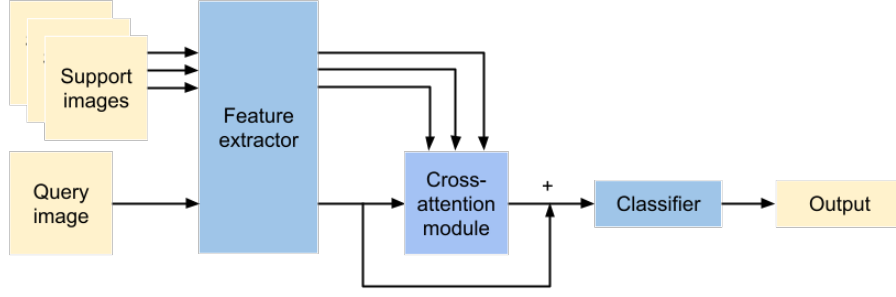 Support
images
Feature
extractor
Query
image
Cross-
attention
module
+
Classifier
Output